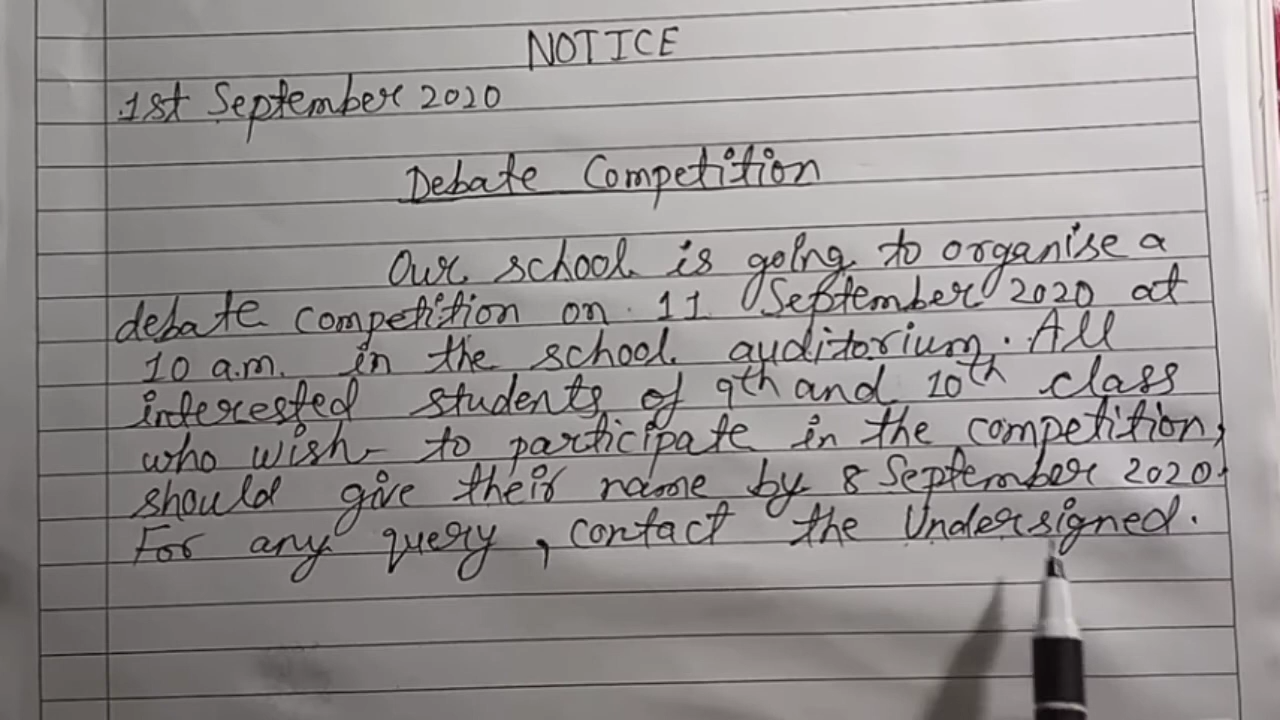 NOTICE
1st September 2020
Debate Competition
Our school is going to organise a
debate competition on 11 September 2020 at
10 a.m. in the school auditorium. All
interested students of 9th and 10th class
who wish to participate in the competition,
should give their name by 8 September 2020.
For any query, contact the Undersigned.